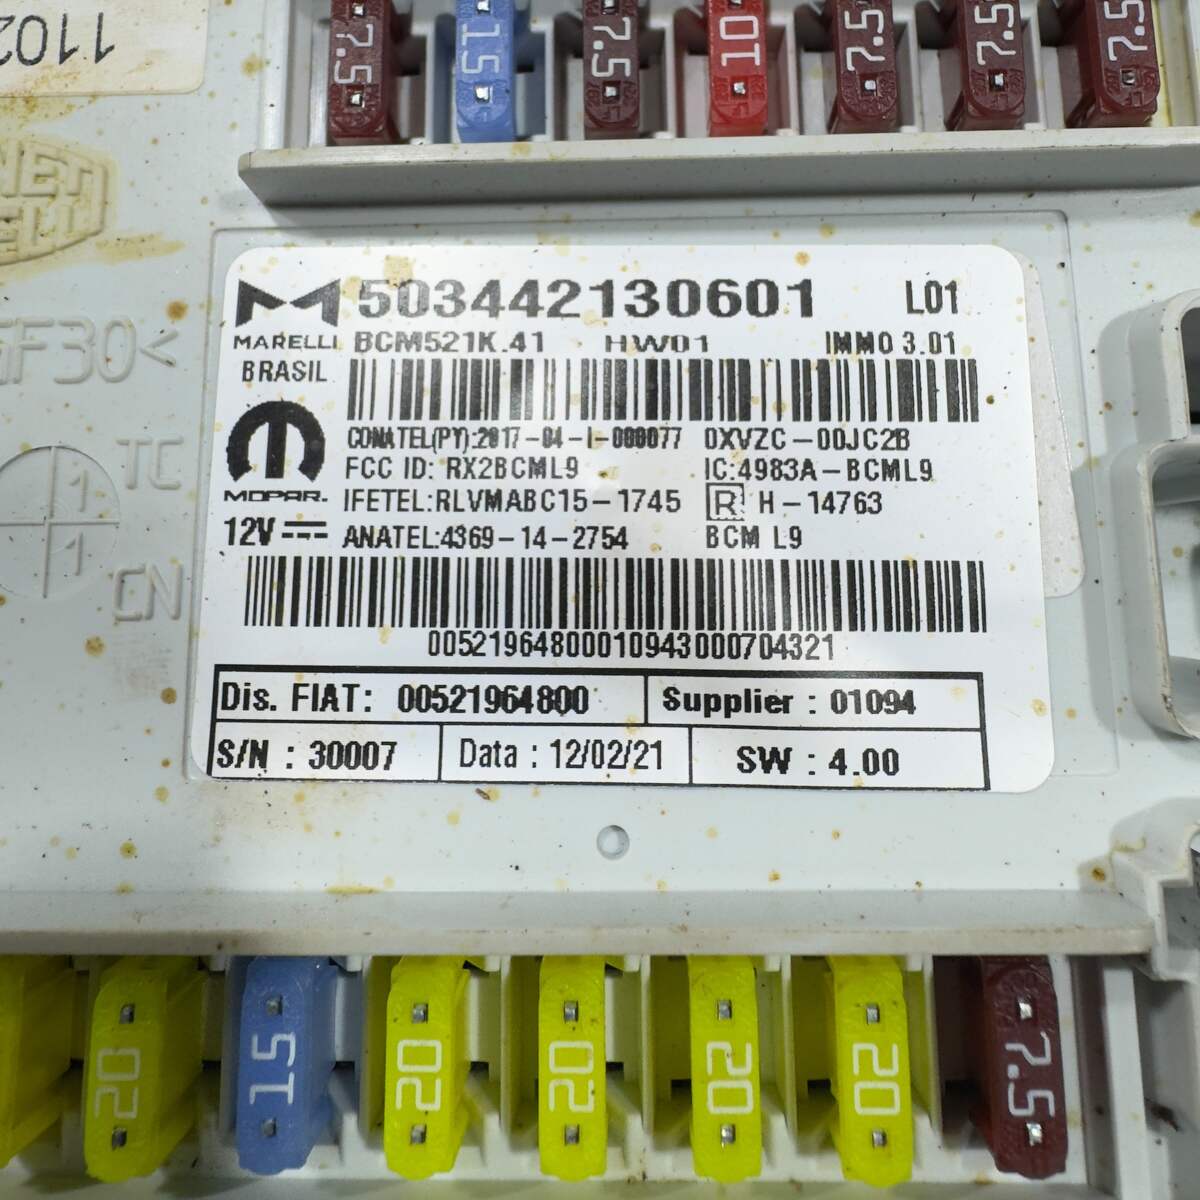 7.5 15 7.5 10 7.5 7.5 7.5
1102
GF30<
TC
CN
1
1
503442130601 L01
MARELLI BCM521K.41 HW01 IMMO 3.01
BRASIL
CONATEL(PY):2017-04-I-000077 0XVZC-00JC2B
FCC ID: RX2BCML9 IC:4983A-BCML9
MOPAR. IFETEL:RLVMABC15-1745 R H-14763
12V ANATEL:4369-14-2754 BCM L9
00521964800010943000704321
Dis. FIAT: 00521964800 Supplier : 01094
S/N : 30007 Data : 12/02/21 SW : 4.00
20 15 20 20 20 20 7.5